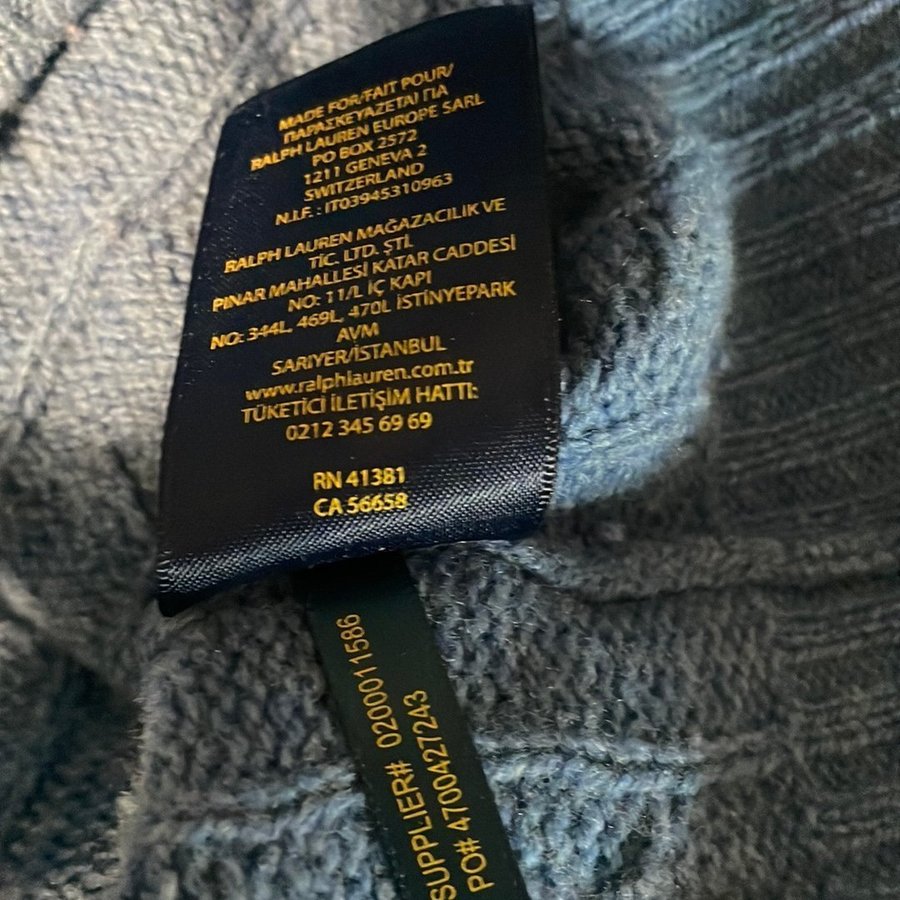 MADE FOR/FAIT POUR/
ΠΑΡΑΣΚΕΥΑΖΕΤΑΙ ΓΙΑ
RALPH LAUREN EUROPE SARL
PO BOX 2572
1211 GENEVA 2
SWITZERLAND
N.I.F. : IT03945310963
RALPH LAUREN MAĞAZACILIK VE
TİC. LTD. ŞTİ.
PINAR MAHALLESİ KATAR CADDESİ
NO: 11/L İÇ KAPI
NO: 344L, 469L, 470L İSTİNYEPARK
AVM
SARIYER/İSTANBUL
www.ralphlauren.com.tr
TÜKETİCİ İLETİŞİM HATTI:
0212 345 69 69
RN 41381
CA 56658
SUPPLIER# 0200011586
PO# 4700427243